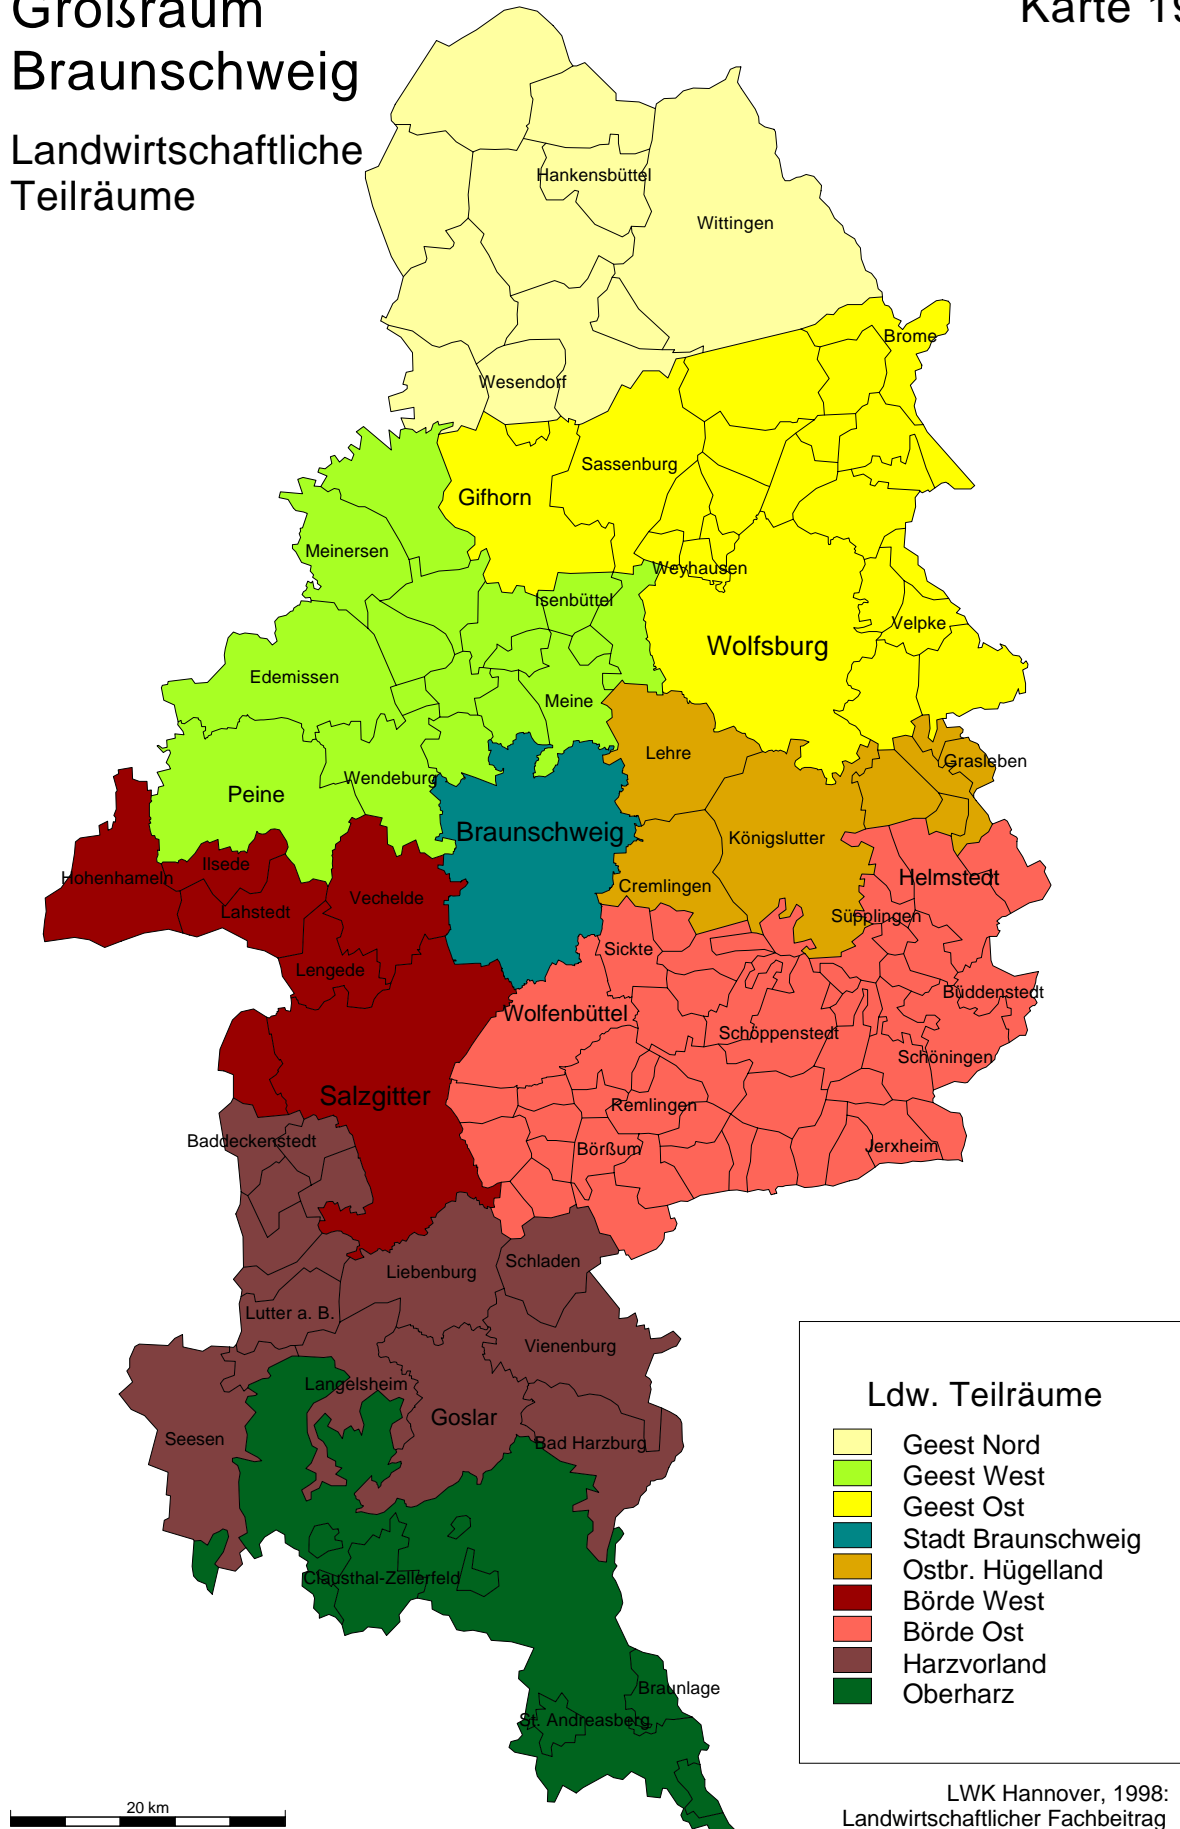 Großraum
Braunschweig
Karte 19
Landwirtschaftliche
Teilräume
Hankensbüttel
Wittingen
Brome
Wesendorf
Sassenburg
Gifhorn
Meinersen
Weyhausen
Isenbüttel
Velpke
Wolfsburg
Edemissen
Meine
Lehre
Grasleben
Wendeburg
Peine
Braunschweig
Königslutter
Ilsede
Hohenhameln
Helmstedt
Cremlingen
Vechelde
Lahstedt
Süpplingen
Sickte
Lengede
Büddenstedt
Wolfenbüttel
Schöppenstedt
Schöningen
Salzgitter
Remlingen
Baddeckenstedt
Börßum
Jerxheim
Schladen
Liebenburg
Lutter a. B.
Vienenburg
Langelsheim
Goslar
Seesen
Bad Harzburg
Clausthal-Zellerfeld
Braunlage
St. Andreasberg
Ldw. Teilräume
Geest Nord
Geest West
Geest Ost
Stadt Braunschweig
Ostbr. Hügelland
Börde West
Börde Ost
Harzvorland
Oberharz
20 km
LWK Hannover, 1998:
Landwirtschaftlicher Fachbeitrag